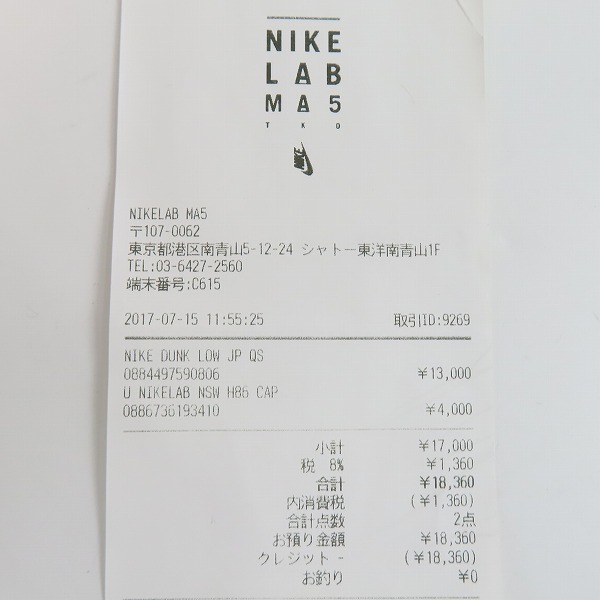 NIKE
LAB
MA5
T K O
NIKE
NIKELAB MA5
〒107-0062
東京都港区南青山5-12-24 シャトー東洋南青山1F
TEL:03-6427-2560
端末番号:C615
2017-07-15 11:55:25 取引ID:9269
NIKE DUNK LOW JP QS
0884497590806 ¥13,000
U NIKELAB NSW H86 CAP
0886736193410 ¥4,000
小計 ¥17,000
税 8% ¥1,360
合計 ¥18,360
内消費税 (¥1,360)
合計点数 2点
お預り金額 ¥18,360
クレジット - (¥18,360)
お釣り ¥0